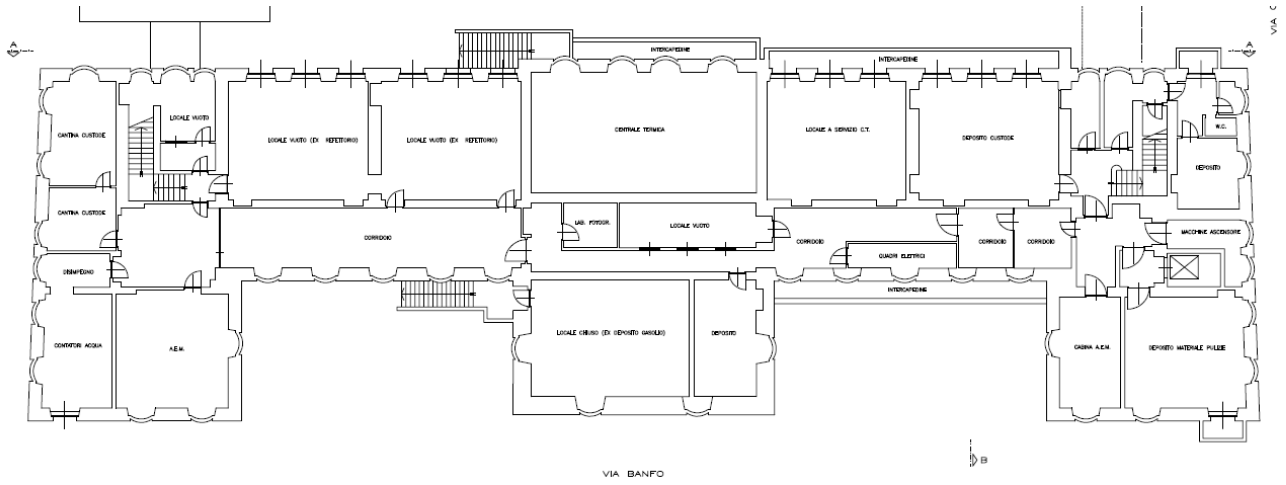 VIA C
A
A
INTERCAPEDINE
INTERCAPEDINE
LOCALE VUOTO
W.C.
CANTINA CUSTODE
LOCALE VUOTO (EX REFETTORIO)
LOCALE VUOTO (EX REFETTORIO)
CENTRALE TERMICA
LOCALE A SERVIZIO C.T.
DEPOSITO CUSTODE
DEPOSITO
CANTINA CUSTODE
LAB. FOTOGR.
LOCALE VUOTO
MACCHINE ASCENSORE
CORRIDOIO
CORRIDOIO
CORRIDOIO
CORRIDOIO
QUADRI ELETTRICI
DISIMPEGNO
INTERCAPEDINE
LOCALE CHIUSO (EX DEPOSITO GASOLIO)
DEPOSITO
CONTATORI ACQUA
A.E.M.
CABINA A.E.M.
DEPOSITO MATERIALE PULIZIE
B
VIA BANFO